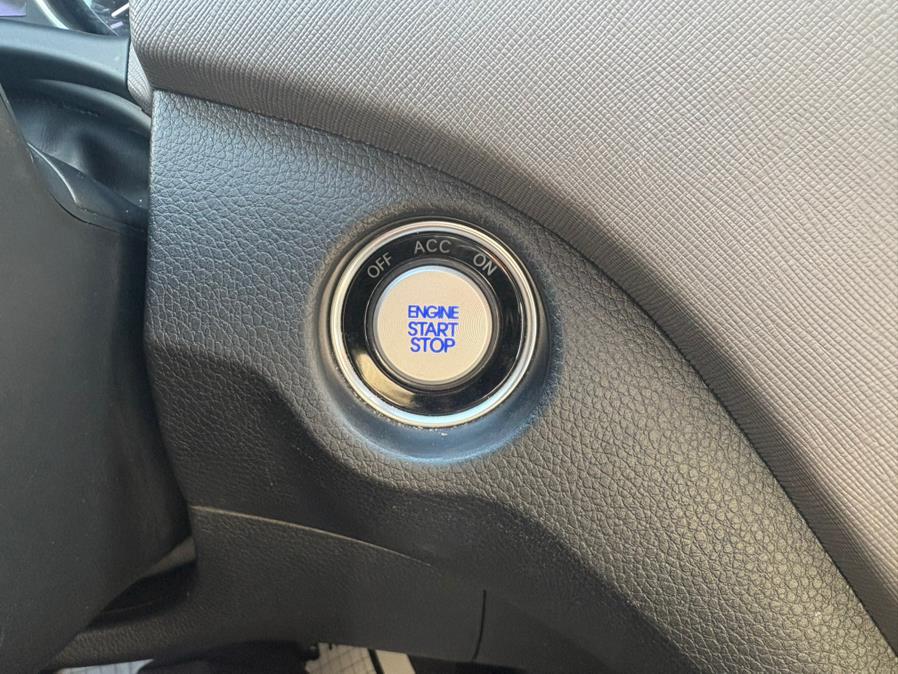 OFF ACC ON
ENGINE
START
STOP